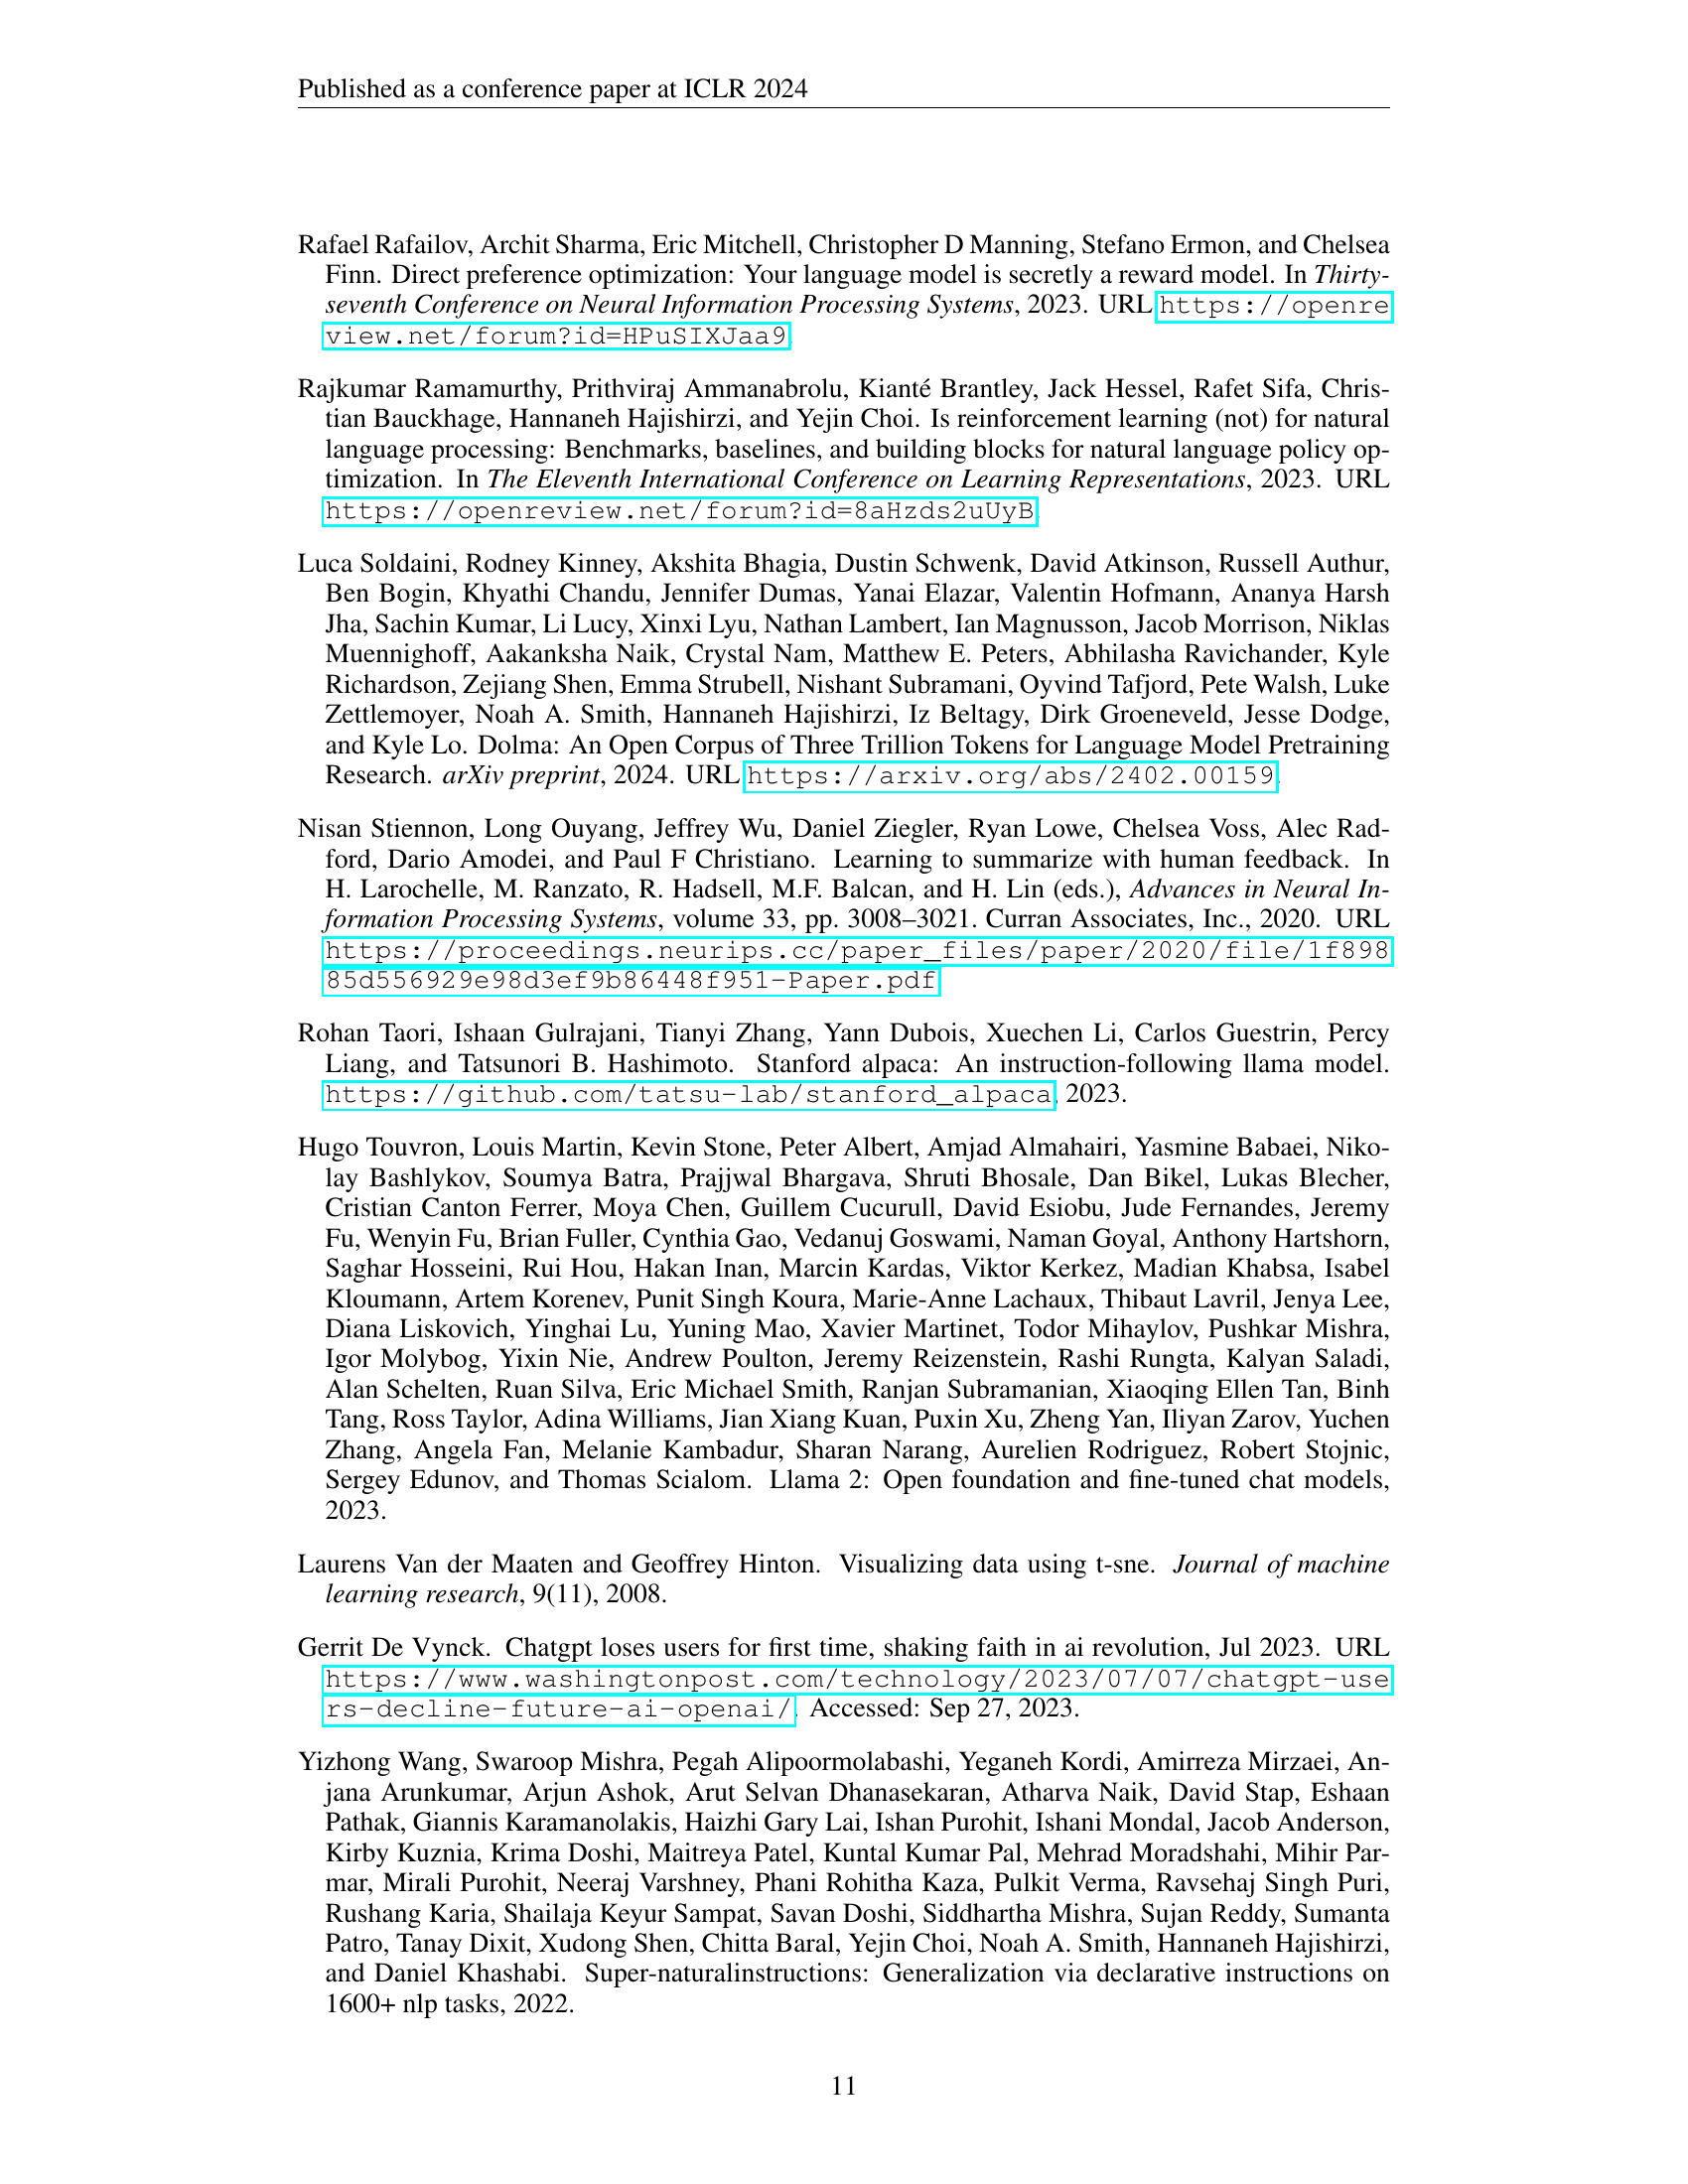 Published as a conference paper at ICLR 2024
Rafael Rafailov, Archit Sharma, Eric Mitchell, Christopher D Manning, Stefano Ermon, and Chelsea
Finn. Direct preference optimization: Your language model is secretly a reward model. In Thirty-
seventh Conference on Neural Information Processing Systems, 2023. URL https://openre
view.net/forum?id=HPuSIXJaa9.
Rajkumar Ramamurthy, Prithviraj Ammanabrolu, Kianté Brantley, Jack Hessel, Rafet Sifa, Chris-
tian Bauckhage, Hannaneh Hajishirzi, and Yejin Choi. Is reinforcement learning (not) for natural
language processing: Benchmarks, baselines, and building blocks for natural language policy op-
timization. In The Eleventh International Conference on Learning Representations, 2023. URL
https://openreview.net/forum?id=8aHzds2uUyB.
Luca Soldaini, Rodney Kinney, Akshita Bhagia, Dustin Schwenk, David Atkinson, Russell Authur,
Ben Bogin, Khyathi Chandu, Jennifer Dumas, Yanai Elazar, Valentin Hofmann, Ananya Harsh
Jha, Sachin Kumar, Li Lucy, Xinxi Lyu, Nathan Lambert, Ian Magnusson, Jacob Morrison, Niklas
Muennighoff, Aakanksha Naik, Crystal Nam, Matthew E. Peters, Abhilasha Ravichander, Kyle
Richardson, Zejiang Shen, Emma Strubell, Nishant Subramani, Oyvind Tafjord, Pete Walsh, Luke
Zettlemoyer, Noah A. Smith, Hannaneh Hajishirzi, Iz Beltagy, Dirk Groeneveld, Jesse Dodge,
and Kyle Lo. Dolma: An Open Corpus of Three Trillion Tokens for Language Model Pretraining
Research. arXiv preprint, 2024. URL https://arxiv.org/abs/2402.00159.
Nisan Stiennon, Long Ouyang, Jeffrey Wu, Daniel Ziegler, Ryan Lowe, Chelsea Voss, Alec Rad-
ford, Dario Amodei, and Paul F Christiano. Learning to summarize with human feedback. In
H. Larochelle, M. Ranzato, R. Hadsell, M.F. Balcan, and H. Lin (eds.), Advances in Neural In-
formation Processing Systems, volume 33, pp. 3008–3021. Curran Associates, Inc., 2020. URL
https://proceedings.neurips.cc/paper_files/paper/2020/file/1f898
85d556929e98d3ef9b86448f951-Paper.pdf.
Rohan Taori, Ishaan Gulrajani, Tianyi Zhang, Yann Dubois, Xuechen Li, Carlos Guestrin, Percy
Liang, and Tatsunori B. Hashimoto. Stanford alpaca: An instruction-following llama model.
https://github.com/tatsu-lab/stanford_alpaca, 2023.
Hugo Touvron, Louis Martin, Kevin Stone, Peter Albert, Amjad Almahairi, Yasmine Babaei, Niko-
lay Bashlykov, Soumya Batra, Prajjwal Bhargava, Shruti Bhosale, Dan Bikel, Lukas Blecher,
Cristian Canton Ferrer, Moya Chen, Guillem Cucurull, David Esiobu, Jude Fernandes, Jeremy
Fu, Wenyin Fu, Brian Fuller, Cynthia Gao, Vedanuj Goswami, Naman Goyal, Anthony Hartshorn,
Saghar Hosseini, Rui Hou, Hakan Inan, Marcin Kardas, Viktor Kerkez, Madian Khabsa, Isabel
Kloumann, Artem Korenev, Punit Singh Koura, Marie-Anne Lachaux, Thibaut Lavril, Jenya Lee,
Diana Liskovich, Yinghai Lu, Yuning Mao, Xavier Martinet, Todor Mihaylov, Pushkar Mishra,
Igor Molybog, Yixin Nie, Andrew Poulton, Jeremy Reizenstein, Rashi Rungta, Kalyan Saladi,
Alan Schelten, Ruan Silva, Eric Michael Smith, Ranjan Subramanian, Xiaoqing Ellen Tan, Binh
Tang, Ross Taylor, Adina Williams, Jian Xiang Kuan, Puxin Xu, Zheng Yan, Iliyan Zarov, Yuchen
Zhang, Angela Fan, Melanie Kambadur, Sharan Narang, Aurelien Rodriguez, Robert Stojnic,
Sergey Edunov, and Thomas Scialom. Llama 2: Open foundation and fine-tuned chat models,
2023.
Laurens Van der Maaten and Geoffrey Hinton. Visualizing data using t-sne. Journal of machine
learning research, 9(11), 2008.
Gerrit De Vynck. Chatgpt loses users for first time, shaking faith in ai revolution, Jul 2023. URL
https://www.washingtonpost.com/technology/2023/07/07/chatgpt-use
rs-decline-future-ai-openai/. Accessed: Sep 27, 2023.
Yizhong Wang, Swaroop Mishra, Pegah Alipoormolabashi, Yeganeh Kordi, Amirreza Mirzaei, An-
jana Arunkumar, Arjun Ashok, Arut Selvan Dhanasekaran, Atharva Naik, David Stap, Eshaan
Pathak, Giannis Karamanolakis, Haizhi Gary Lai, Ishan Purohit, Ishani Mondal, Jacob Anderson,
Kirby Kuznia, Krima Doshi, Maitreya Patel, Kuntal Kumar Pal, Mehrad Moradshahi, Mihir Par-
mar, Mirali Purohit, Neeraj Varshney, Phani Rohitha Kaza, Pulkit Verma, Ravsehaj Singh Puri,
Rushang Karia, Shailaja Keyur Sampat, Savan Doshi, Siddhartha Mishra, Sujan Reddy, Sumanta
Patro, Tanay Dixit, Xudong Shen, Chitta Baral, Yejin Choi, Noah A. Smith, Hannaneh Hajishirzi,
and Daniel Khashabi. Super-naturalinstructions: Generalization via declarative instructions on
1600+ nlp tasks, 2022.
11